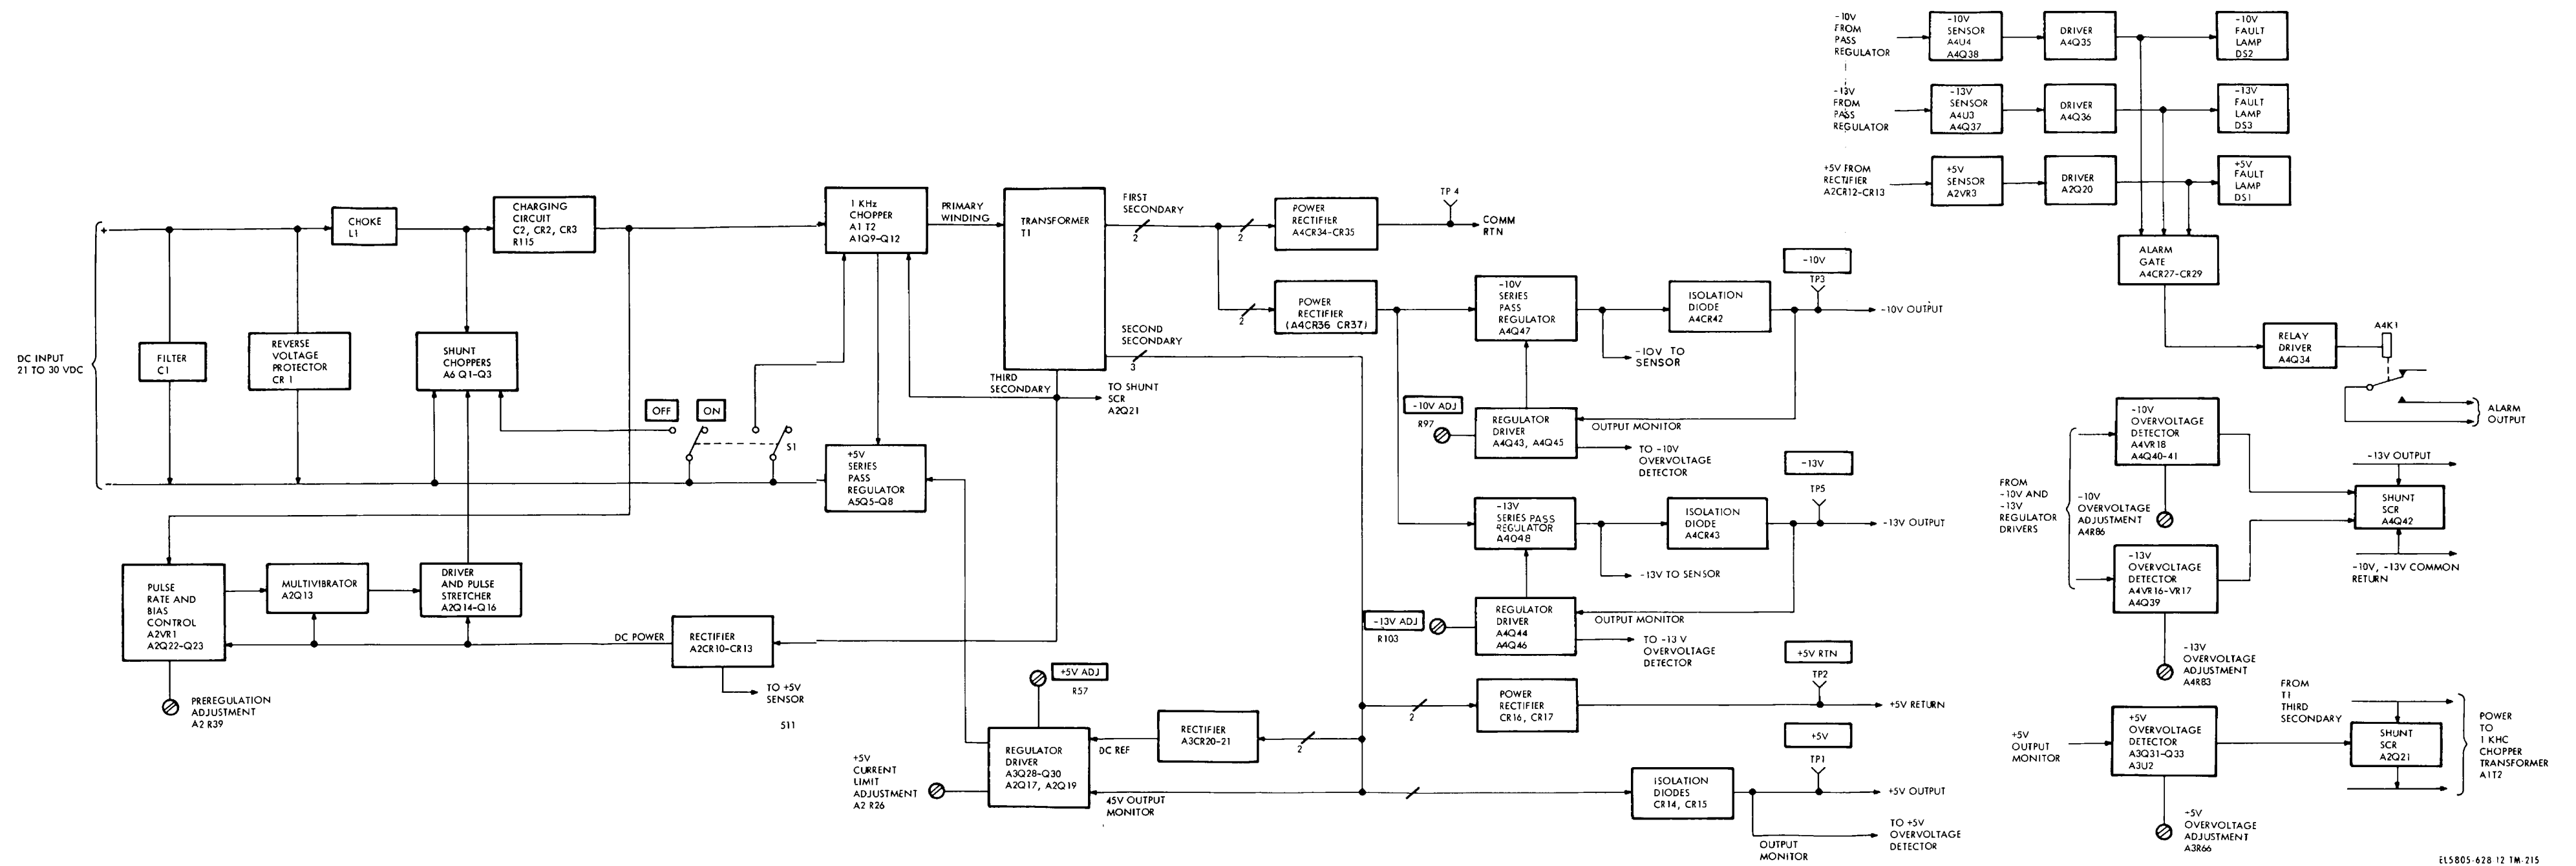 DC INPUT
21 TO 30 VDC
+
-
FILTER
C1
REVERSE
VOLTAGE
PROTECTOR
CR 1
CHOKE
L1
SHUNT
CHOPPERS
A6 Q1-Q3
CHARGING
CIRCUIT
C2, CR2, CR3
R115
OFF
ON
S1
1 KHz
CHOPPER
A1 T2
A1Q9-Q12
PRIMARY
WINDING
TRANSFORMER
T1
FIRST
SECONDARY
2
2
2
SECOND
SECONDARY
3
THIRD
SECONDARY
TO SHUNT
SCR
A2Q21
+5V
SERIES
PASS
REGULATOR
A5Q5-Q8
PULSE
RATE AND
BIAS
CONTROL
A2VR1
A2Q22-Q23
MULTIVIBRATOR
A2Q13
DRIVER
AND PULSE
STRETCHER
A2Q14-Q16
DC POWER
RECTIFIER
A2CR10-CR13
TO +5V
SENSOR
511
PREREGULATION
ADJUSTMENT
A2 R39
+5V ADJ
R57
REGULATOR
DRIVER
A3Q28-Q30
A2Q17, A2Q19
+5V
CURRENT
LIMIT
ADJUSTMENT
A2 R26
DC REF
RECTIFIER
A3CR20-21
2
45V OUTPUT
MONITOR
POWER
RECTIFIER
A4CR34-CR35
TP 4
COMM
RTN
POWER
RECTIFIER
(A4CR36 CR37)
-10V
SERIES
PASS
REGULATOR
A4Q47
-10V TO
SENSOR
ISOLATION
DIODE
A4CR42
-10V
TP3
-10V OUTPUT
-10V ADJ
R97
REGULATOR
DRIVER
A4Q43, A4Q45
OUTPUT MONITOR
TO -10V
OVERVOLTAGE
DETECTOR
-13V
SERIES PASS
REGULATOR
A4Q48
-13V TO SENSOR
ISOLATION
DIODE
A4CR43
-13V
TP5
-13V OUTPUT
-13V ADJ
R103
REGULATOR
DRIVER
A4Q44
A4Q46
OUTPUT MONITOR
TO -13 V
OVERVOLTAGE
DETECTOR
2
POWER
RECTIFIER
CR16, CR17
+5V RTN
TP2
+5V RETURN
+5V
TP1
ISOLATION
DIODES
CR14, CR15
+5V OUTPUT
OUTPUT
MONITOR
TO +5V
OVERVOLTAGE
DETECTOR
-10V
FROM
PASS
REGULATOR
-10V
SENSOR
A4U4
A4Q38
DRIVER
A4Q35
-10V
FAULT
LAMP
DS2
-13V
FROM
PASS
REGULATOR
-13V
SENSOR
A4U3
A4Q37
DRIVER
A4Q36
-13V
FAULT
LAMP
DS3
+5V FROM
RECTIFIER
A2CR12-CR13
+5V
SENSOR
A2VR3
DRIVER
A2Q20
+5V
FAULT
LAMP
DS1
ALARM
GATE
A4CR27-CR29
RELAY
DRIVER
A4Q34
A4K1
ALARM
OUTPUT
FROM
-10V AND
-13V
REGULATOR
DRIVERS
-10V
OVERVOLTAGE
DETECTOR
A4VR18
A4Q40-41
-10V
OVERVOLTAGE
ADJUSTMENT
A4R86
-13V OUTPUT
SHUNT
SCR
A4Q42
-10V, -13V COMMON
RETURN
-13V
OVERVOLTAGE
DETECTOR
A4VR16-VR17
A4Q39
-13V
OVERVOLTAGE
ADJUSTMENT
A4R83
+5V
OUTPUT
MONITOR
+5V
OVERVOLTAGE
DETECTOR
A3Q31-Q33
A3U2
+5V
OVERVOLTAGE
ADJUSTMENT
A3R66
FROM
T1
THIRD
SECONDARY
SHUNT
SCR
A2Q21
POWER
TO
1 KHC
CHOPPER
TRANSFORMER
A1T2
EL5805-628 12 TM-215